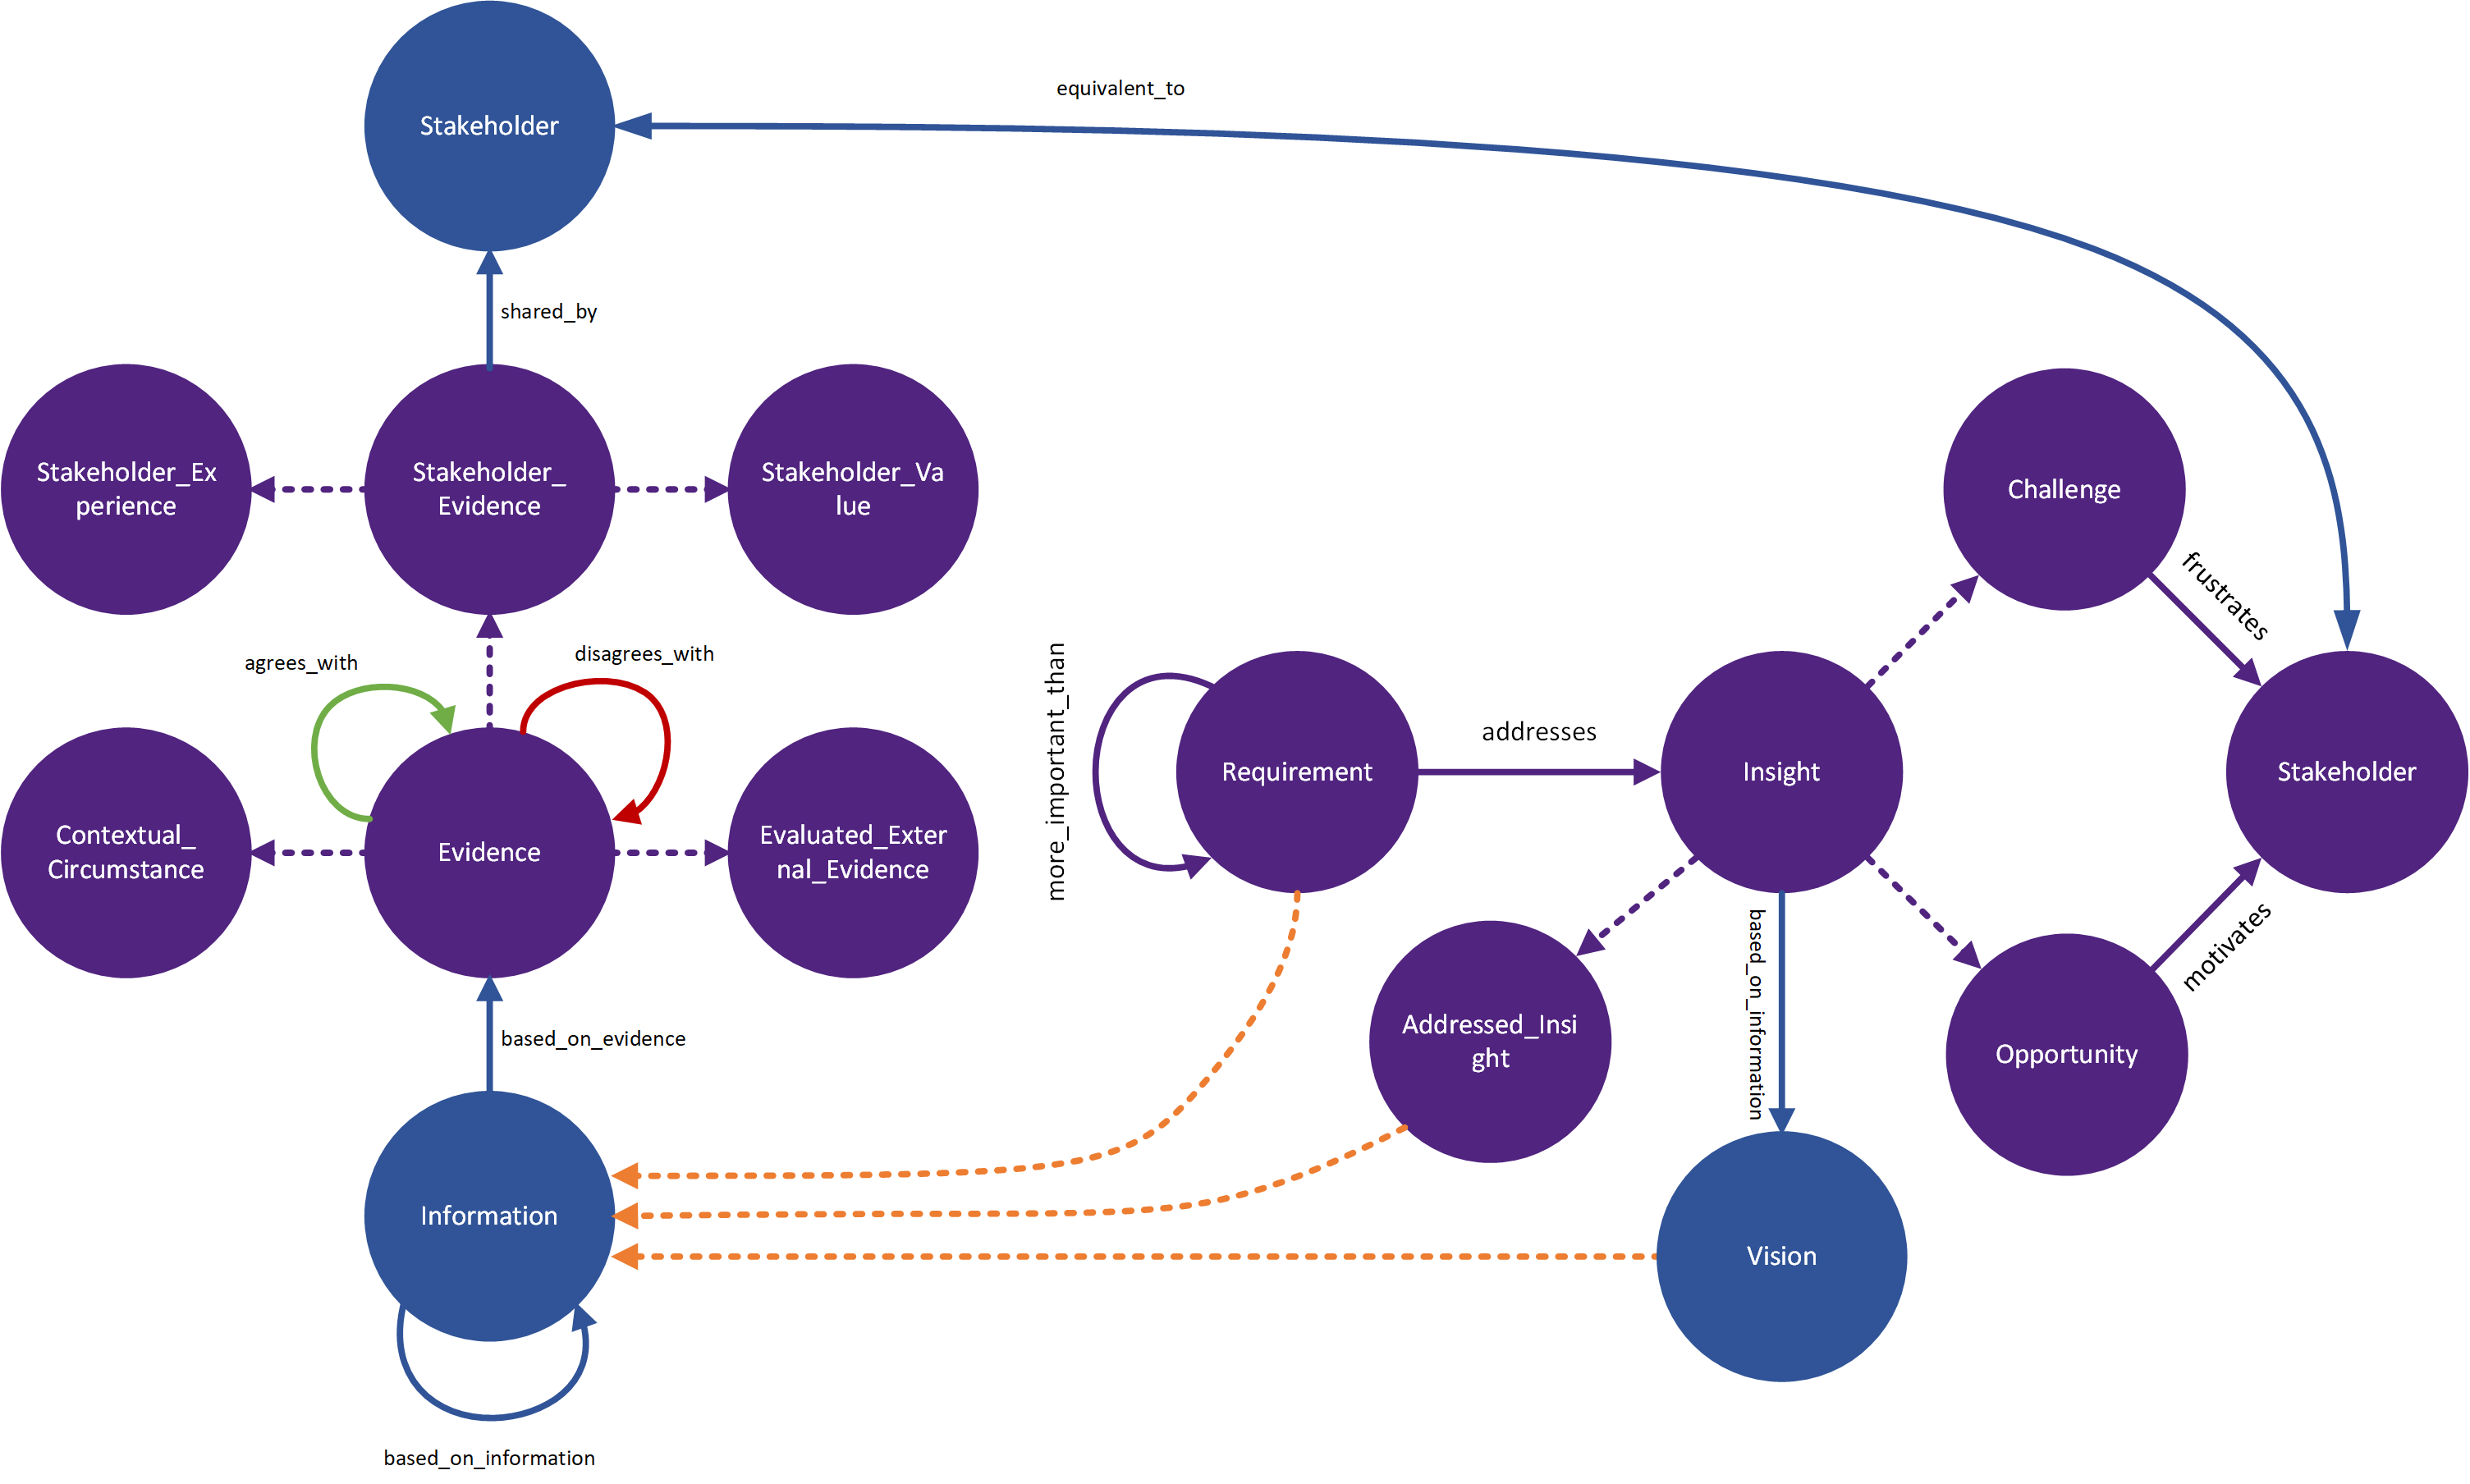 equivalent_to
Stakeholder
shared_by
Stakeholder_Ex
perience
Stakeholder_
Evidence
Stakeholder_Va
lue
Challenge
frustrates
agrees_with
disagrees_with
more_important_than
Requirement
addresses
Insight
Stakeholder
Contextual_
Circumstance
Evidence
Evaluated_Exter
nal_Evidence
motivates
based_on_information
Addressed_Insi
ght
Opportunity
based_on_evidence
Information
Vision
based_on_information